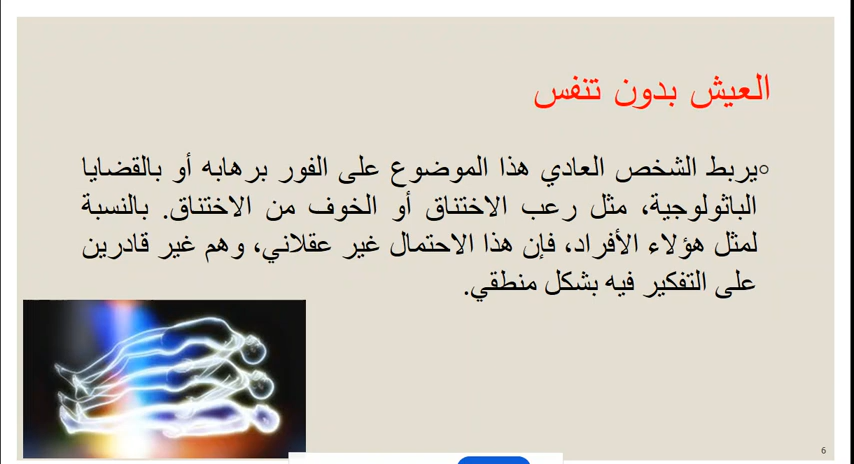 العيش بدون تنفس
يربط الشخص العادي هذا الموضوع على الفور برهابه أو بالقضايا
الباثولوجية، مثل رعب الاختناق أو الخوف من الاختناق. بالنسبة
لمثل هؤلاء الأفراد، فإن هذا الاحتمال غير عقلاني، وهم غير قادرين
على التفكير فيه بشكل منطقي.
6